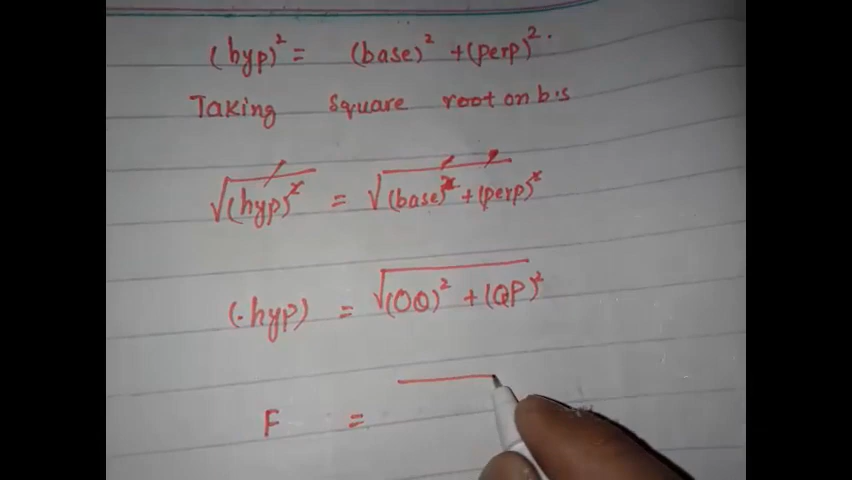 (hyp)² = (base)² + (perp)².
Taking Square root on b.s
√(hyp)² = √(base)² + (perp)²
(hyp) = √(OQ)² + (QP)²
F =